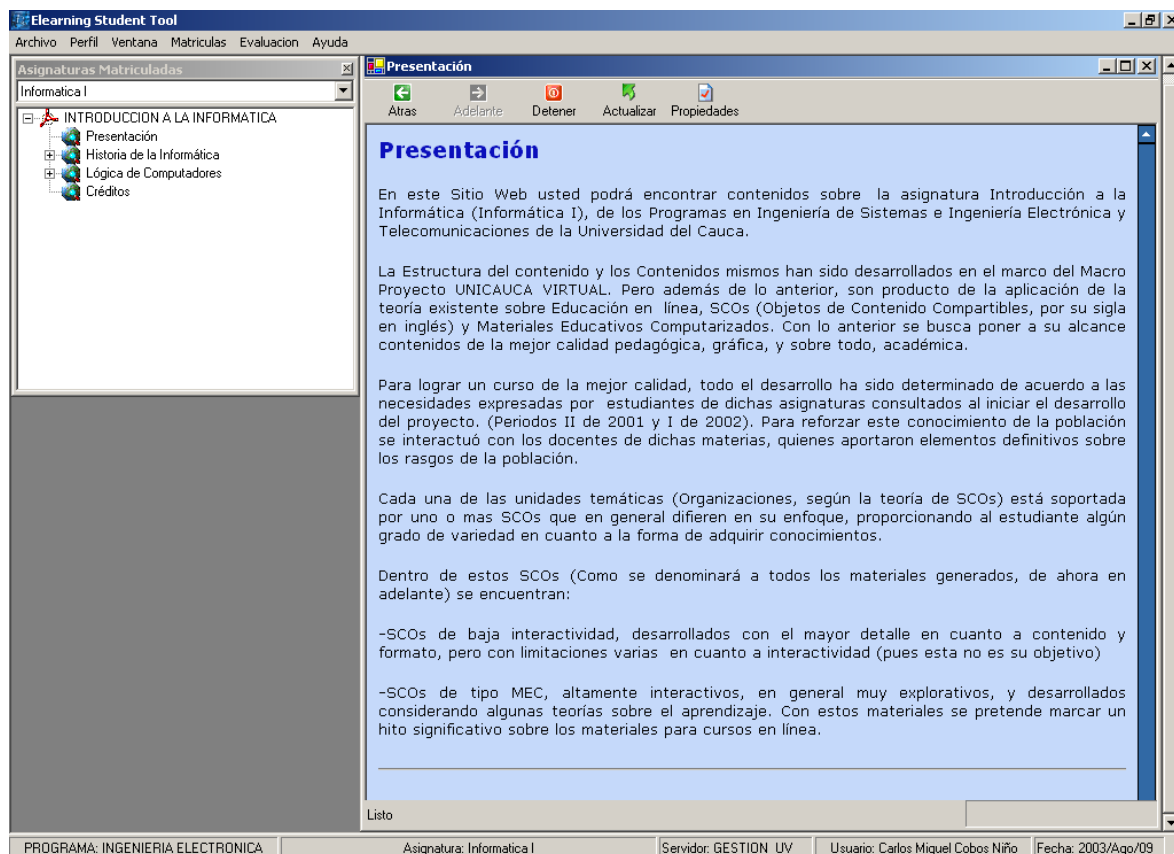 Elearning Student Tool
Archivo Perfil Ventana Matriculas Evaluacion Ayuda
Asignaturas Matriculadas
Informatica I
INTRODUCCION A LA INFORMATICA
Presentación
Historia de la Informática
Lógica de Computadores
Créditos
Presentación
Atras Adelante Detener Actualizar Propiedades
Presentación
En este Sitio Web usted podrá encontrar contenidos sobre la asignatura Introducción a la
Informática (Informática I), de los Programas en Ingeniería de Sistemas e Ingeniería Electrónica y
Telecomunicaciones de la Universidad del Cauca.
La Estructura del contenido y los Contenidos mismos han sido desarrollados en el marco del Macro
Proyecto UNICAUCA VIRTUAL. Pero además de lo anterior, son producto de la aplicación de la
teoría existente sobre Educación en línea, SCOs (Objetos de Contenido Compartibles, por su sigla
en inglés) y Materiales Educativos Computarizados. Con lo anterior se busca poner a su alcance
contenidos de la mejor calidad pedagógica, gráfica, y sobre todo, académica.
Para lograr un curso de la mejor calidad, todo el desarrollo ha sido determinado de acuerdo a las
necesidades expresadas por estudiantes de dichas asignaturas consultados al iniciar el desarrollo
del proyecto. (Periodos II de 2001 y I de 2002). Para reforzar este conocimiento de la población
se interactuó con los docentes de dichas materias, quienes aportaron elementos definitivos sobre
los rasgos de la población.
Cada una de las unidades temáticas (Organizaciones, según la teoría de SCOs) está soportada
por uno o mas SCOs que en general difieren en su enfoque, proporcionando al estudiante algún
grado de variedad en cuanto a la forma de adquirir conocimientos.
Dentro de estos SCOs (Como se denominará a todos los materiales generados, de ahora en
adelante) se encuentran:
-SCOs de baja interactividad, desarrollados con el mayor detalle en cuanto a contenido y
formato, pero con limitaciones varias en cuanto a interactividad (pues esta no es su objetivo)
-SCOs de tipo MEC, altamente interactivos, en general muy explorativos, y desarrollados
considerando algunas teorías sobre el aprendizaje. Con estos materiales se pretende marcar un
hito significativo sobre los materiales para cursos en línea.
Listo
PROGRAMA: INGENIERIA ELECTRONICA Asignatura: Informatica I Servidor: GESTION_UV Usuario: Carlos Miguel Cobos Niño Fecha: 2003/Ago/09